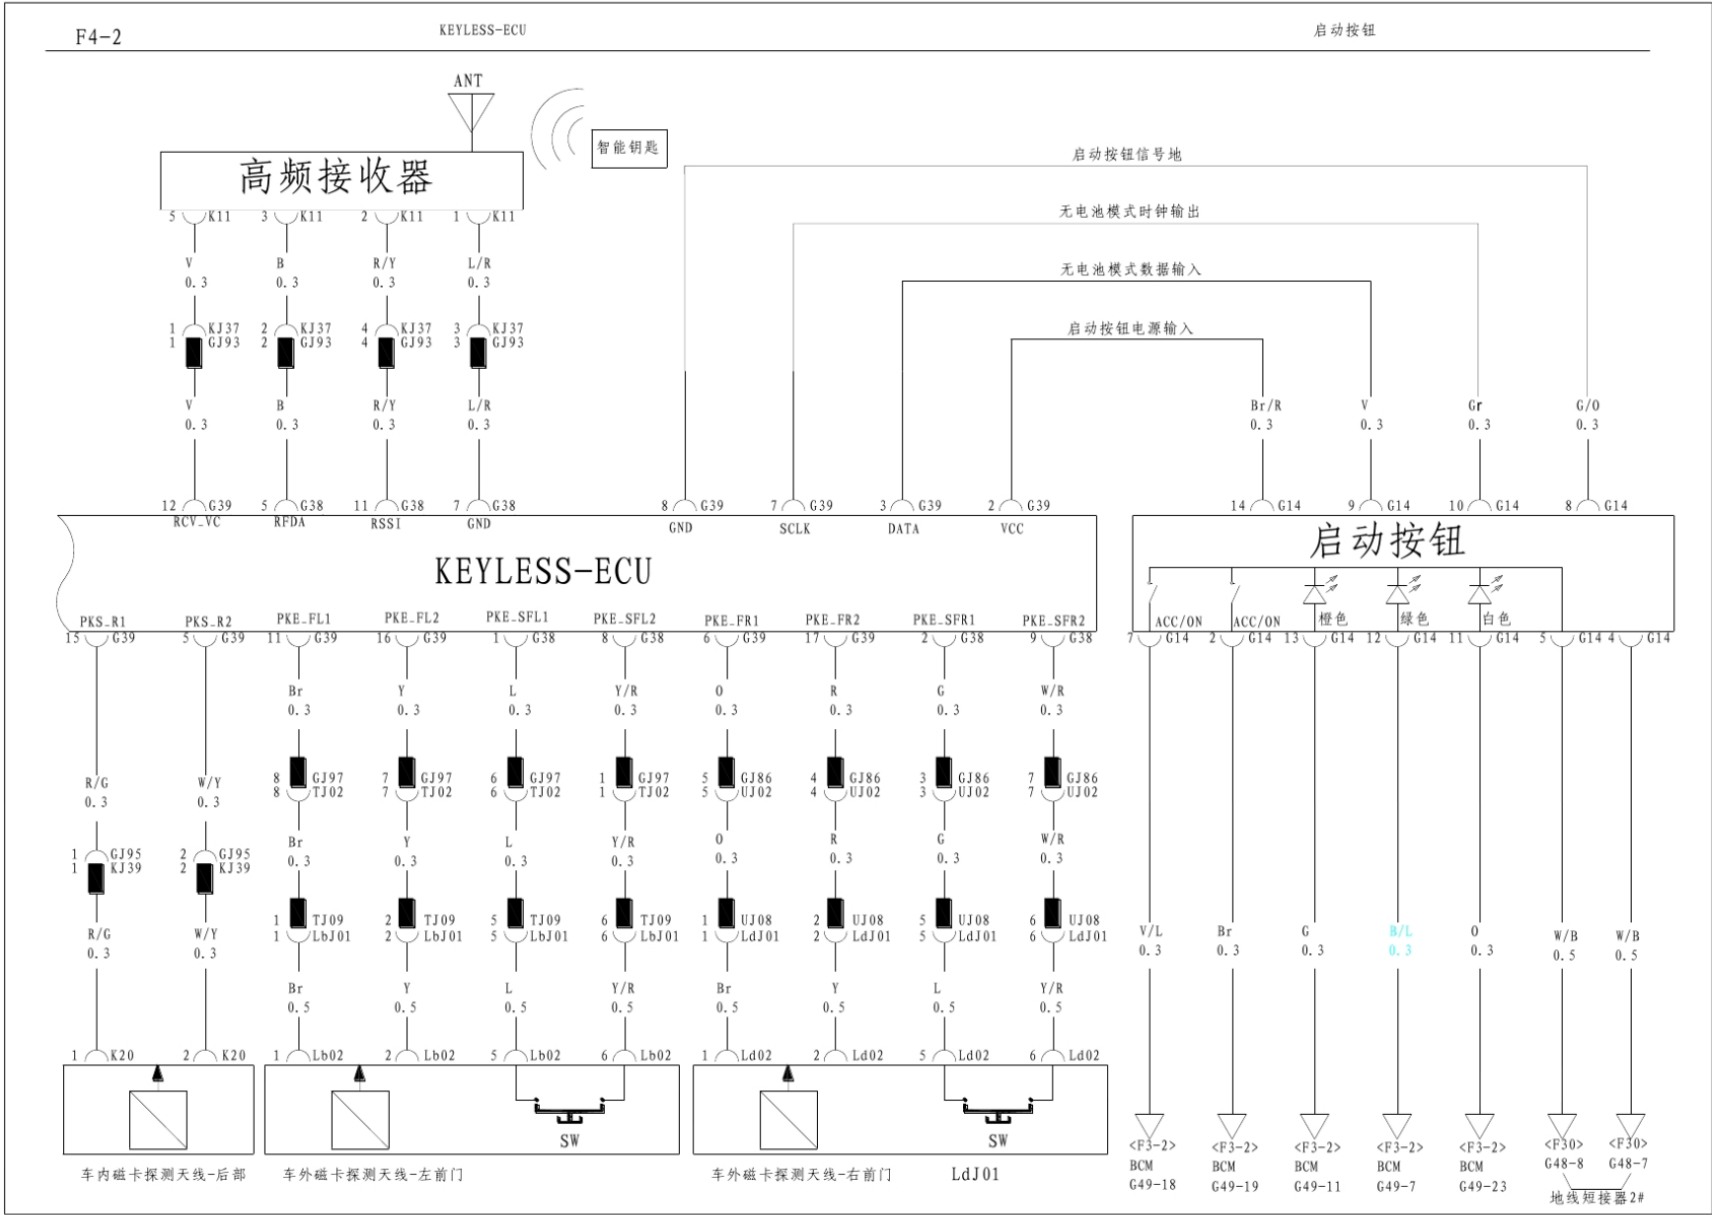 F4-2 KEYLESS-ECU 启动按钮
ANT
智能钥匙
高频接收器
启动按钮信号地
无电池模式时钟输出
无电池模式数据输入
启动按钮电源输入
5 K11 3 K11 2 K11 1 K11
V B R/Y L/R
0.3 0.3 0.3 0.3
1 KJ37 2 KJ37 4 KJ37 3 KJ37
1 GJ93 2 GJ93 4 GJ93 3 GJ93
V B R/Y L/R Br/R V Gr G/O
0.3 0.3 0.3 0.3 0.3 0.3 0.3 0.3
12 G39 5 G38 11 G38 7 G38 8 G39 7 G39 3 G39 2 G39 14 G14 9 G14 10 G14 8 G14
RCV_VC RFDA RSSI GND GND SCLK DATA VCC
KEYLESS-ECU 启动按钮
PKS_R1 PKS_R2 PKE_FL1 PKE_FL2 PKE_SFL1 PKE_SFL2 PKE_FR1 PKE_FR2 PKE_SFR1 PKE_SFR2 ACC/ON ACC/ON 橙色 绿色 白色
15 G39 5 G39 11 G39 16 G39 1 G38 8 G38 6 G39 17 G39 2 G38 9 G38 7 G14 2 G14 13 G14 12 G14 11 G14 5 G14 4 G14
Br Y L Y/R O R G W/R
0.3 0.3 0.3 0.3 0.3 0.3 0.3 0.3
R/G W/Y
0.3 0.3
8 GJ97 7 GJ97 6 GJ97 1 GJ97 5 GJ86 4 GJ86 3 GJ86 7 GJ86
8 TJ02 7 TJ02 6 TJ02 1 TJ02 5 UJ02 4 UJ02 3 UJ02 7 UJ02
Br Y L Y/R O R G W/R
0.3 0.3 0.3 0.3 0.3 0.3 0.3 0.3
1 GJ95 2 GJ95
1 KJ39 2 KJ39
1 TJ09 2 TJ09 5 TJ09 6 TJ09 1 UJ08 2 UJ08 5 UJ08 6 UJ08
1 LbJ01 2 LbJ01 5 LbJ01 6 LbJ01 1 LdJ01 2 LdJ01 5 LdJ01 6 LdJ01
R/G W/Y V/L Br G B/L O W/B W/B
0.3 0.3 0.3 0.3 0.3 0.3 0.3 0.5 0.5
Br Y L Y/R Br Y L Y/R
0.5 0.5 0.5 0.5 0.5 0.5 0.5 0.5
1 K20 2 K20 1 Lb02 2 Lb02 5 Lb02 6 Lb02 1 Ld02 2 Ld02 5 Ld02 6 Ld02
SW SW
车内磁卡探测天线-后部 车外磁卡探测天线-左前门 车外磁卡探测天线-右前门 LdJ01
<F3-2> <F3-2> <F3-2> <F3-2> <F3-2> <F30> <F30>
BCM BCM BCM BCM BCM G48-8 G48-7
G49-18 G49-19 G49-11 G49-7 G49-23
地线短接器2#